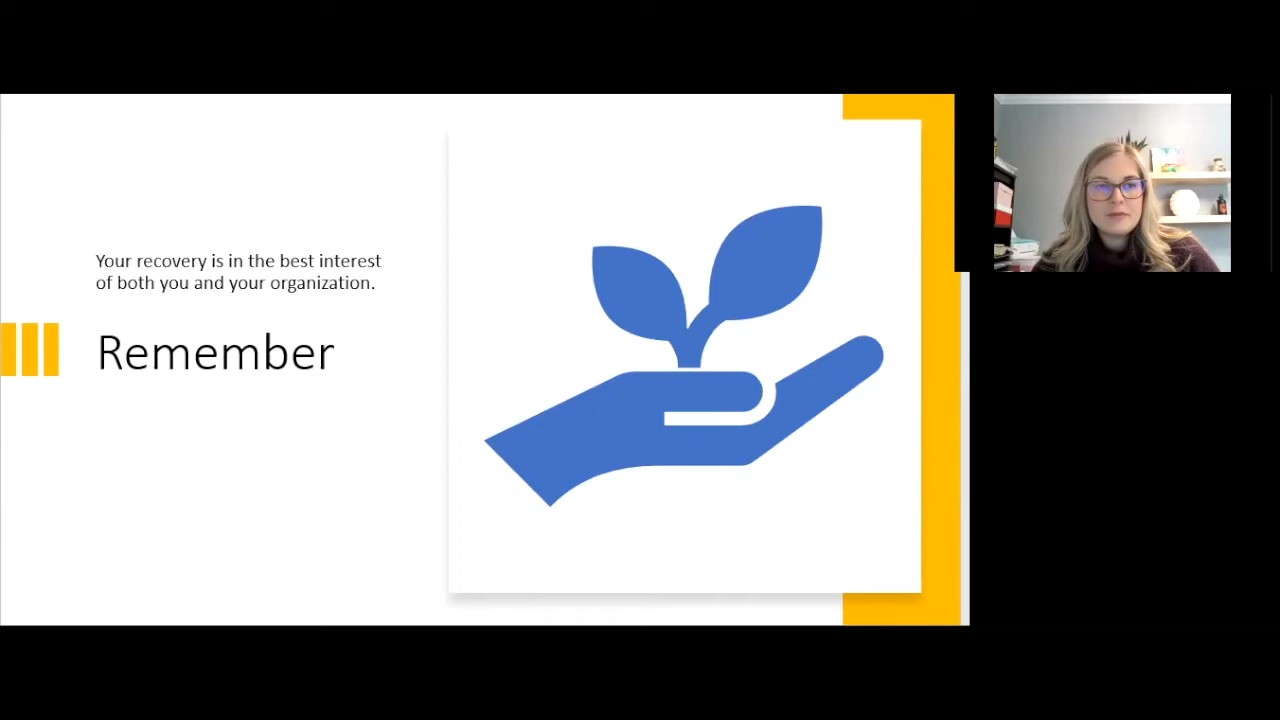 Your recovery is in the best interest
of both you and your organization.
Remember